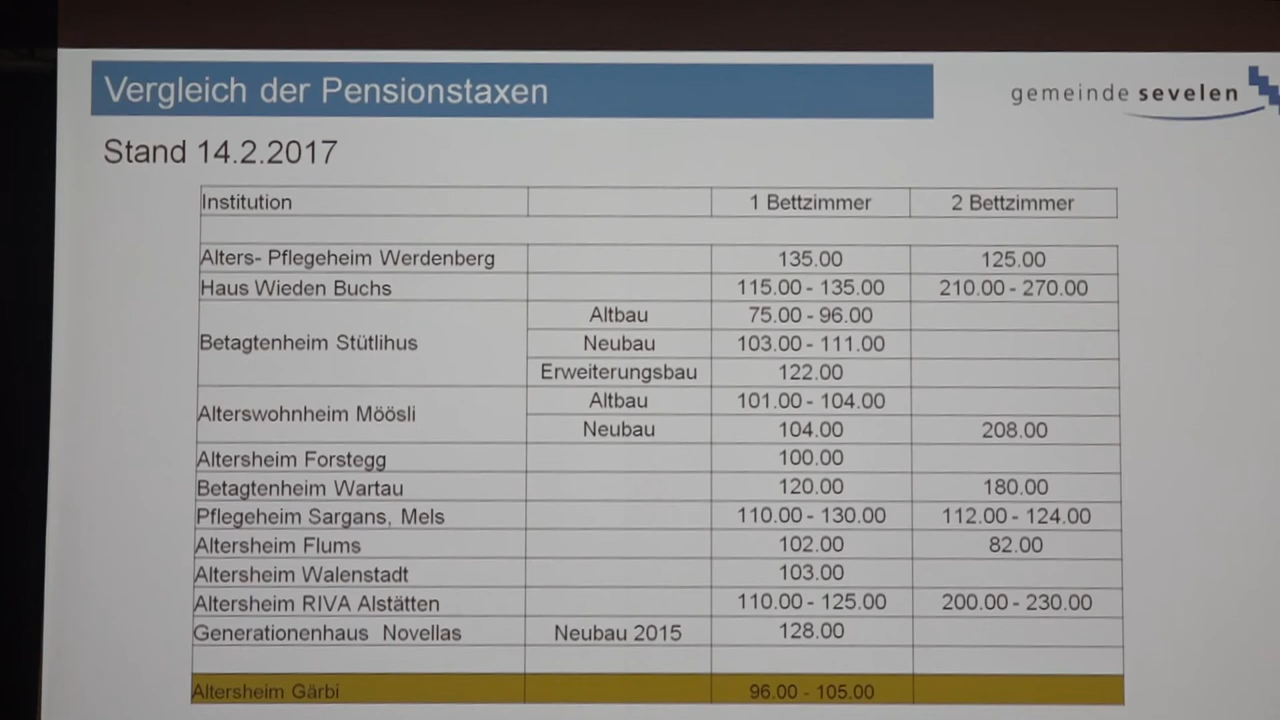 Vergleich der Pensionstaxen
gemeinde sevelen
Stand 14.2.2017
Institution 1 Bettzimmer 2 Bettzimmer
Alters- Pflegeheim Werdenberg 135.00 125.00
Haus Wieden Buchs 115.00 - 135.00 210.00 - 270.00
Betagtenheim Stütlihus
Altbau 75.00 - 96.00
Neubau 103.00 - 111.00
Erweiterungsbau 122.00
Alterswohnheim Möösli
Altbau 101.00 - 104.00
Neubau 104.00 208.00
Altersheim Forstegg 100.00
Betagtenheim Wartau 120.00 180.00
Pflegeheim Sargans, Mels 110.00 - 130.00 112.00 - 124.00
Altersheim Flums 102.00 82.00
Altersheim Walenstadt 103.00
Altersheim RIVA Alstätten 110.00 - 125.00 200.00 - 230.00
Generationenhaus Novellas Neubau 2015 128.00
Altersheim Gärbi 96.00 - 105.00